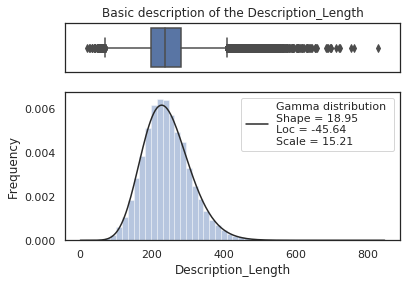 Basic description of the Description_Length
Gamma distribution
Shape = 18.95
Loc = -45.64
Scale = 15.21
Frequency
0.006
0.004
0.002
0.000
0 200 400 600 800
Description_Length